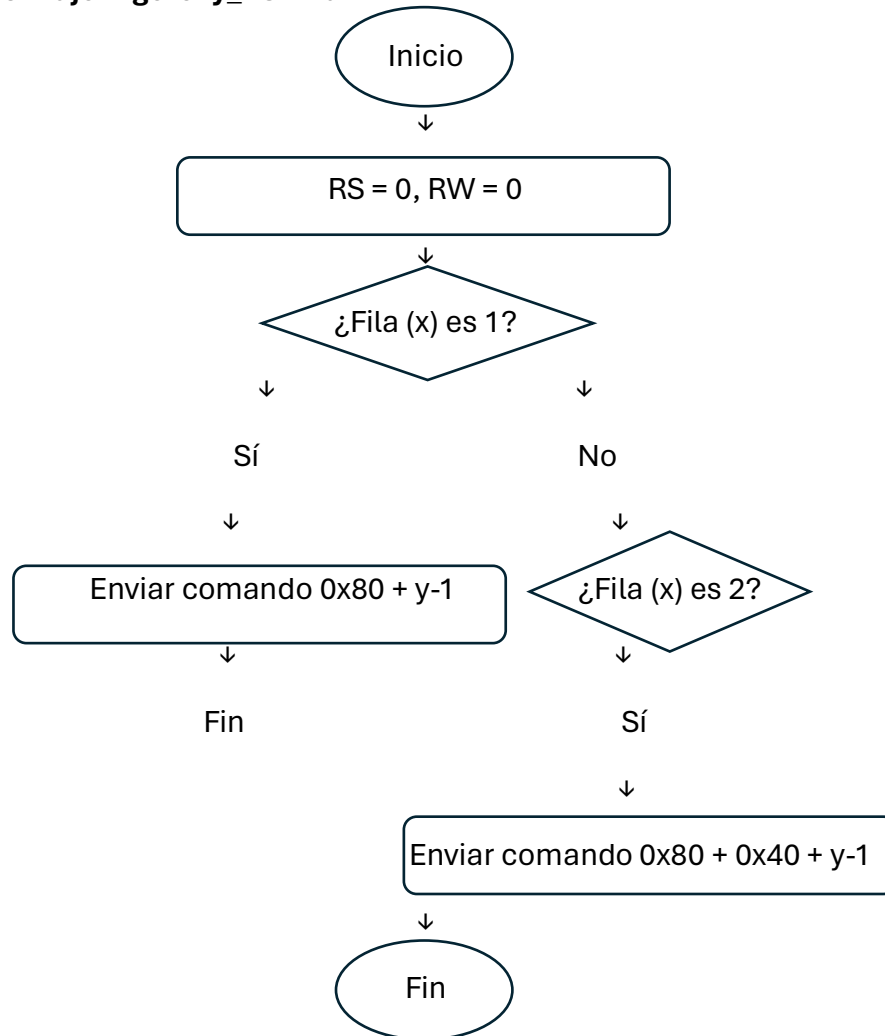 Inicio
↓
RS = 0, RW = 0
↓
¿Fila (x) es 1?
↓ ↓
Sí No
↓ ↓
Enviar comando 0x80 + y-1 ¿Fila (x) es 2?
↓ ↓
Fin Sí
↓
Enviar comando 0x80 + 0x40 + y-1
↓
Fin